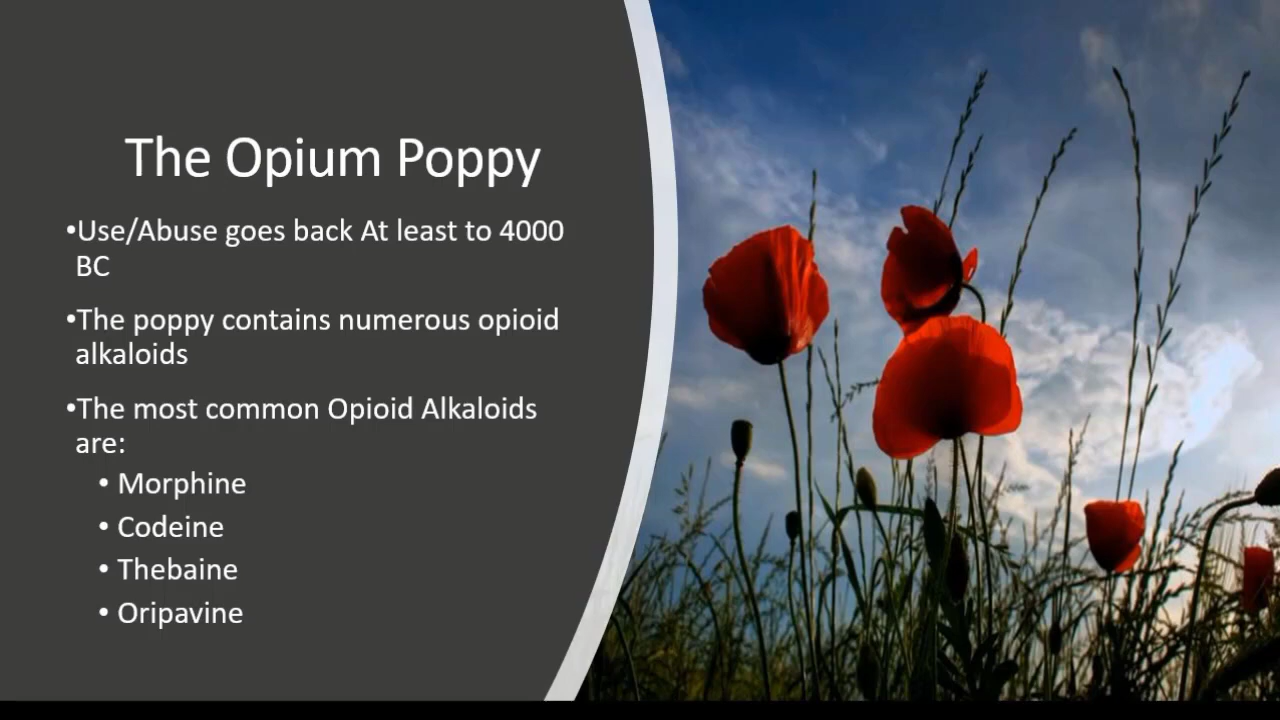 The Opium Poppy
•Use/Abuse goes back At least to 4000
BC
•The poppy contains numerous opioid
alkaloids
•The most common Opioid Alkaloids
are:
• Morphine
• Codeine
• Thebaine
• Oripavine